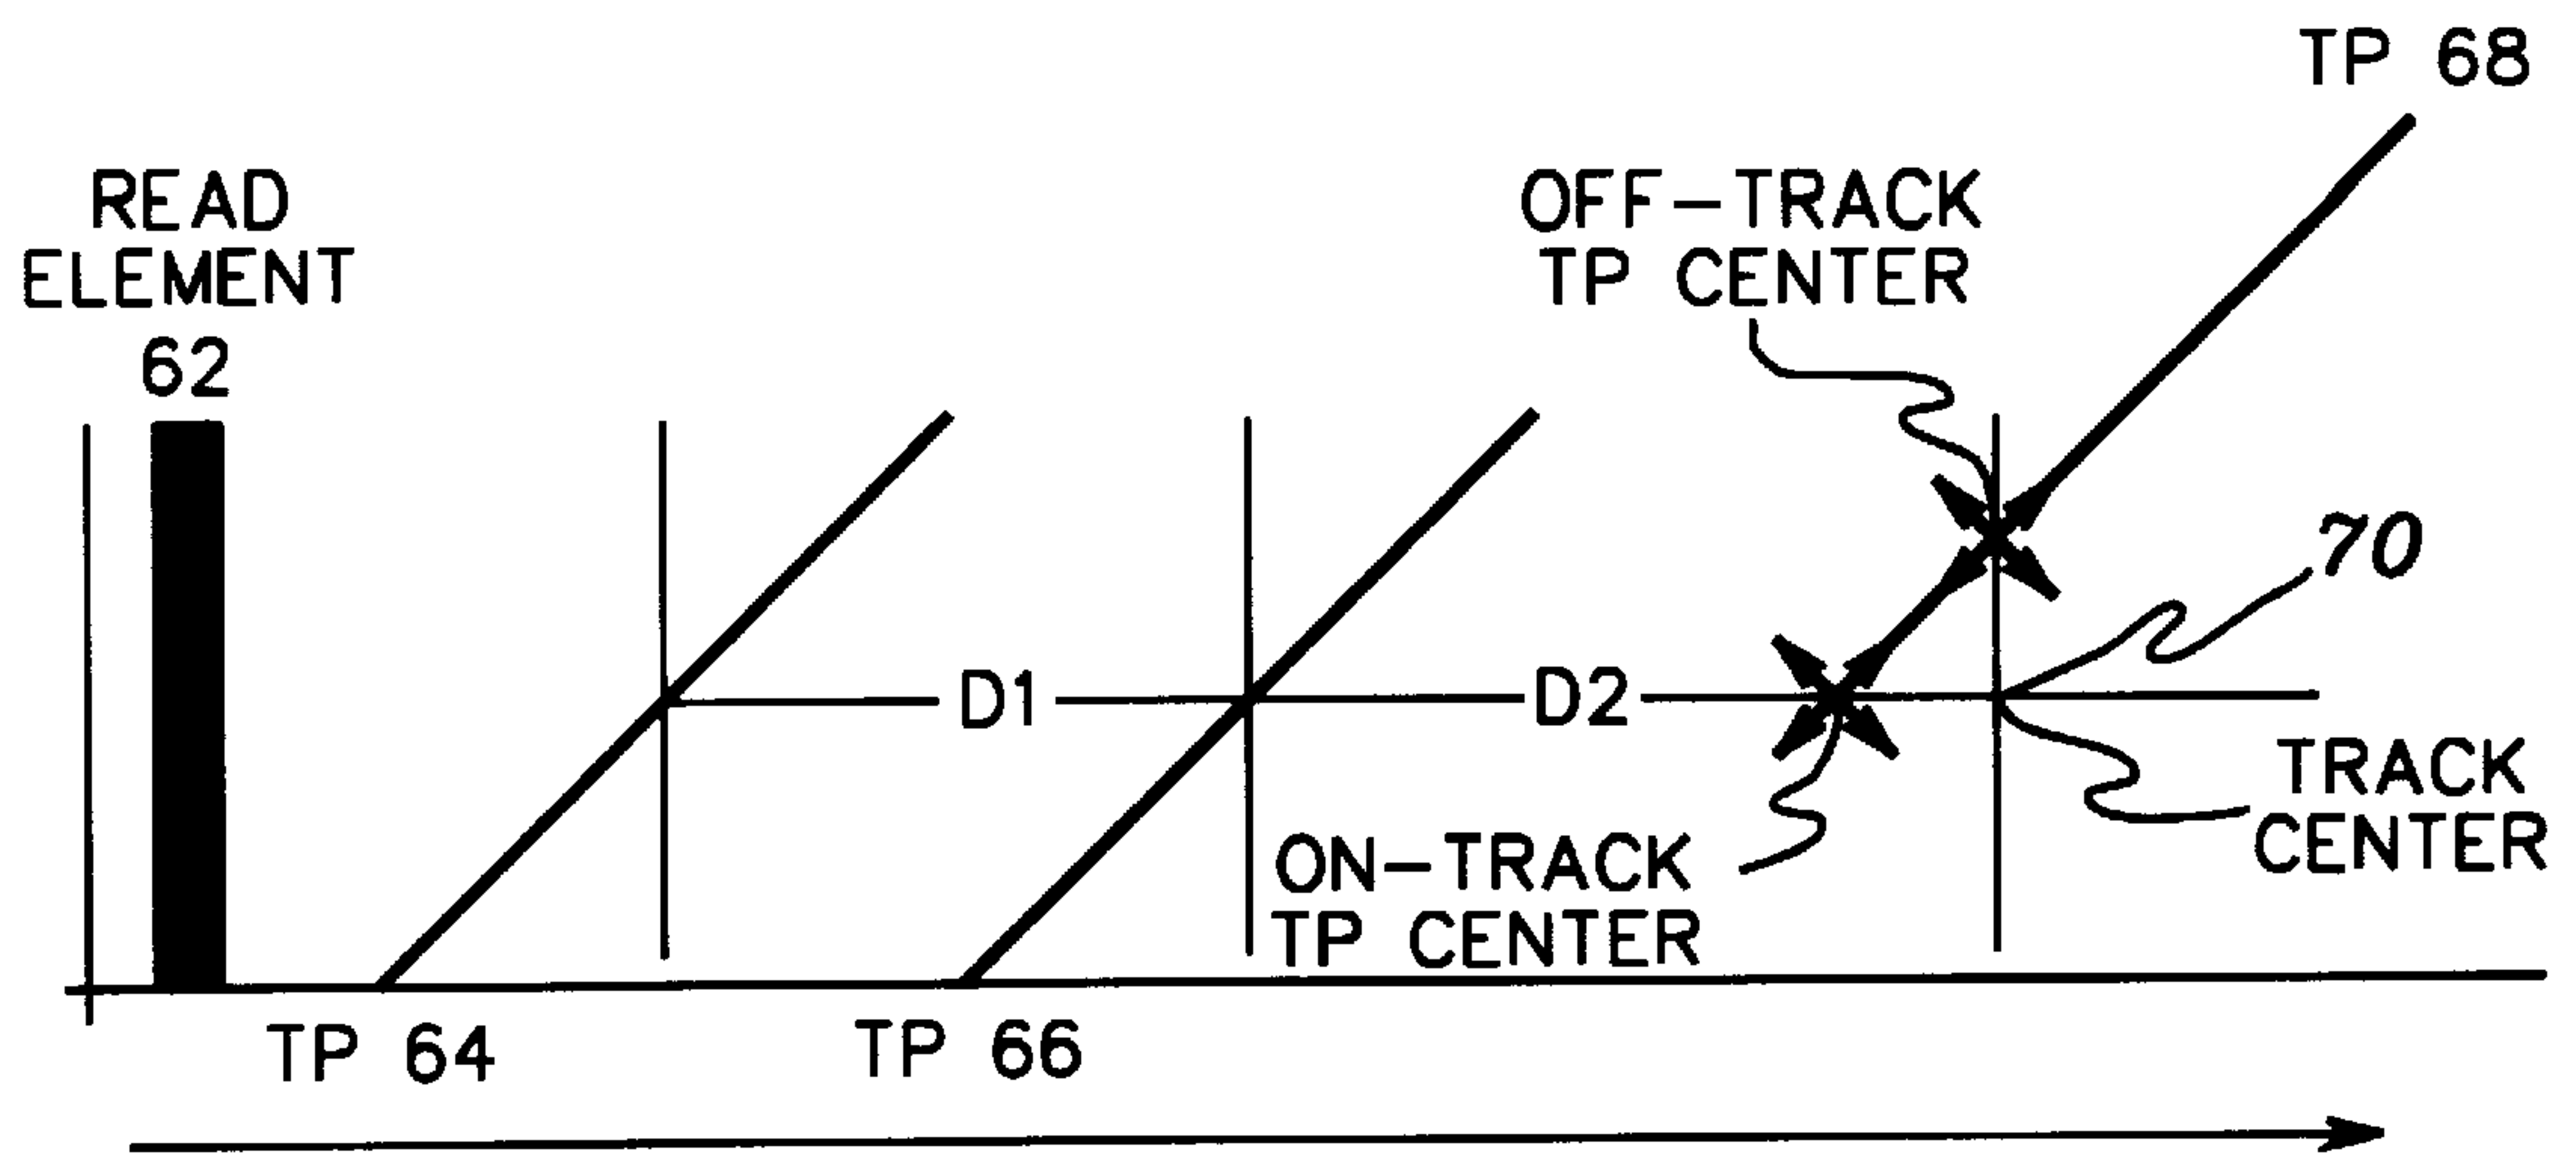 TP 68
READ
ELEMENT
62
OFF-TRACK
TP CENTER
70
D1
D2
TRACK
CENTER
ON-TRACK
TP CENTER
TP 64
TP 66